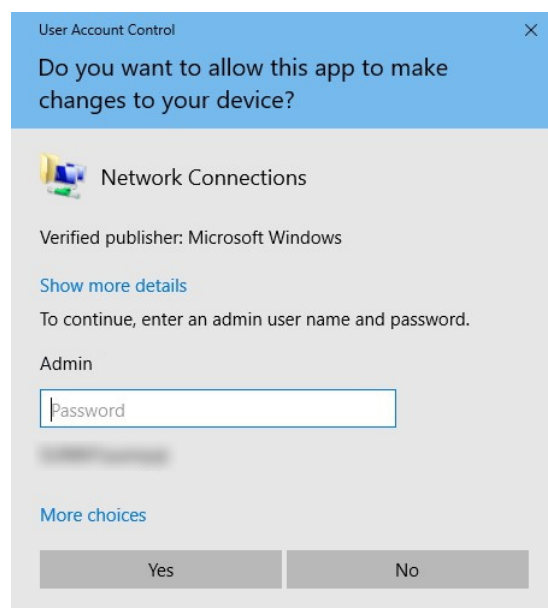 User Account Control
Do you want to allow this app to make
changes to your device?
Network Connections
Verified publisher: Microsoft Windows
Show more details
To continue, enter an admin user name and password.
Admin
Password
More choices
Yes
No